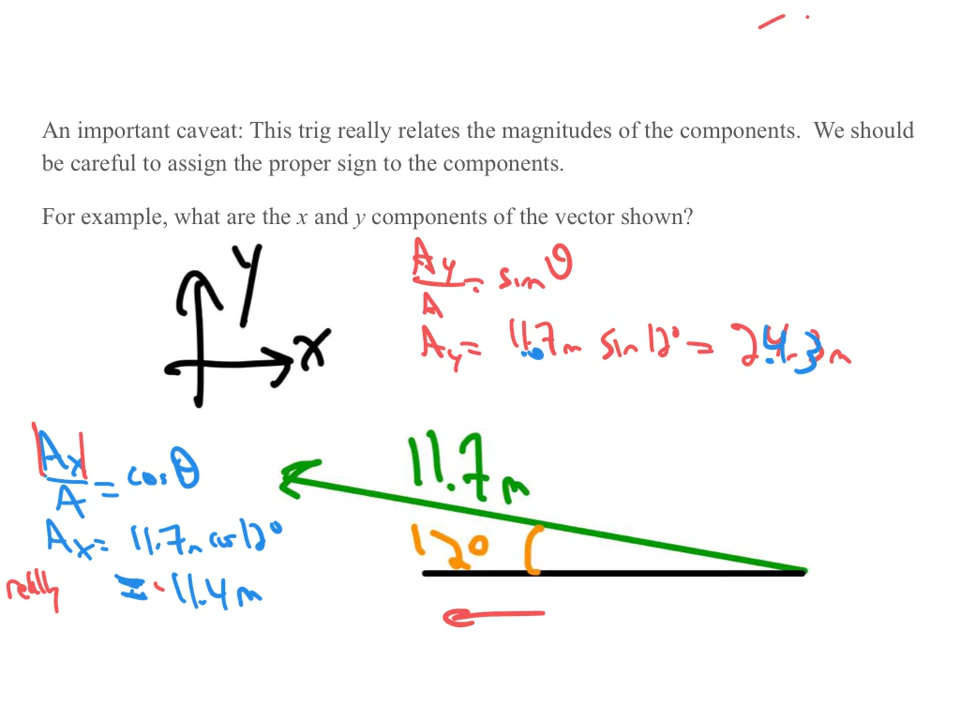 An important caveat: This trig really relates the magnitudes of the components. We should
be careful to assign the proper sign to the components.
For example, what are the x and y components of the vector shown?
y
x
Ay/A = sin θ
Ay = 11.7m sin 12° = 2.43m
|Ax|/A = cos θ
Ax = 11.7m cos 12°
really = -11.4m
11.7m
12°